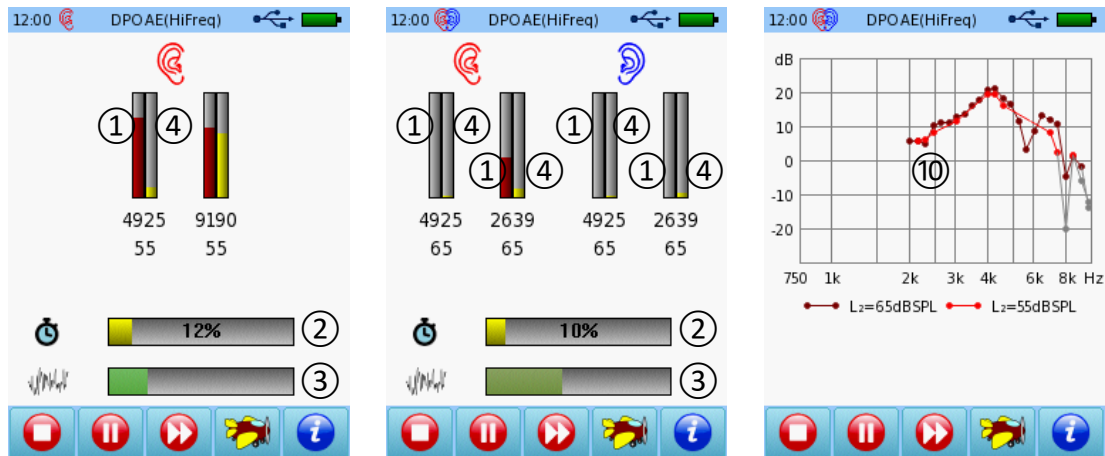 12:00 DPOAE(HiFreq)
① ④
4925 9190
55 55
12% ②
③
i
12:00 DPOAE(HiFreq)
① ④ ① ④
① ④ ① ④
4925 2639 4925 2639
65 65 65 65
10% ②
③
i
12:00 DPOAE(HiFreq)
dB
20
10
0
⑩
-10
-20
750 1k 2k 3k 4k 6k 8k Hz
L₂=65dBSPL L₂=55dBSPL
i